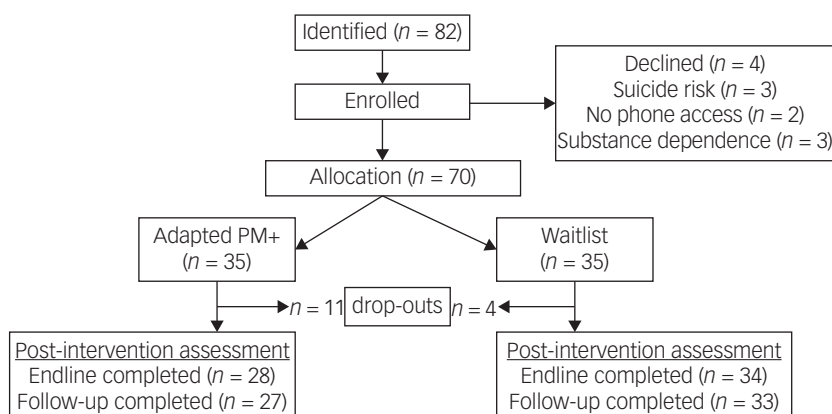 Identified (n = 82)
Declined (n = 4)
Suicide risk (n = 3)
No phone access (n = 2)
Substance dependence (n = 3)
Enrolled
Allocation (n = 70)
Adapted PM+
(n = 35)
Waitlist
(n = 35)
n = 11 drop-outs n = 4
Post-intervention assessment
Endline completed (n = 28)
Follow-up completed (n = 27)
Post-intervention assessment
Endline completed (n = 34)
Follow-up completed (n = 33)